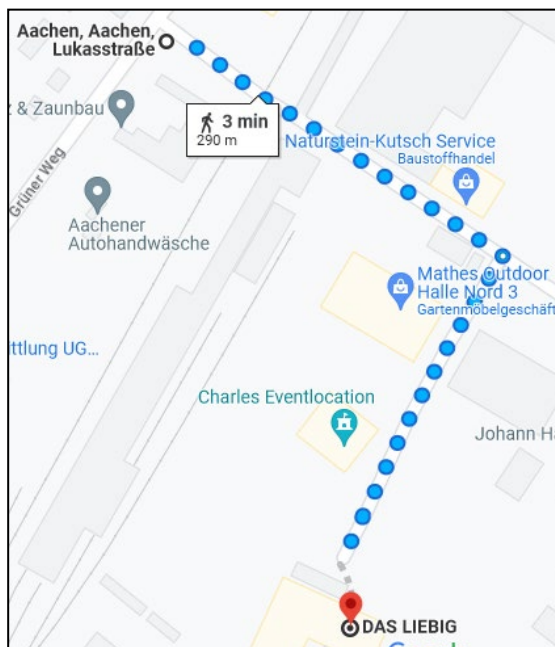 Aachen, Aachen,
Lukasstraße
z & Zaunbau
3 min
290 m
Naturstein-Kutsch Service
Baustoffhandel
Grüner Weg
Aachener
Autohandwäsche
Mathes Outdoor
Halle Nord 3
Gartenmöbelgeschäft
ttlung UG...
Charles Eventlocation
Johann Hä
DAS LIEBIG